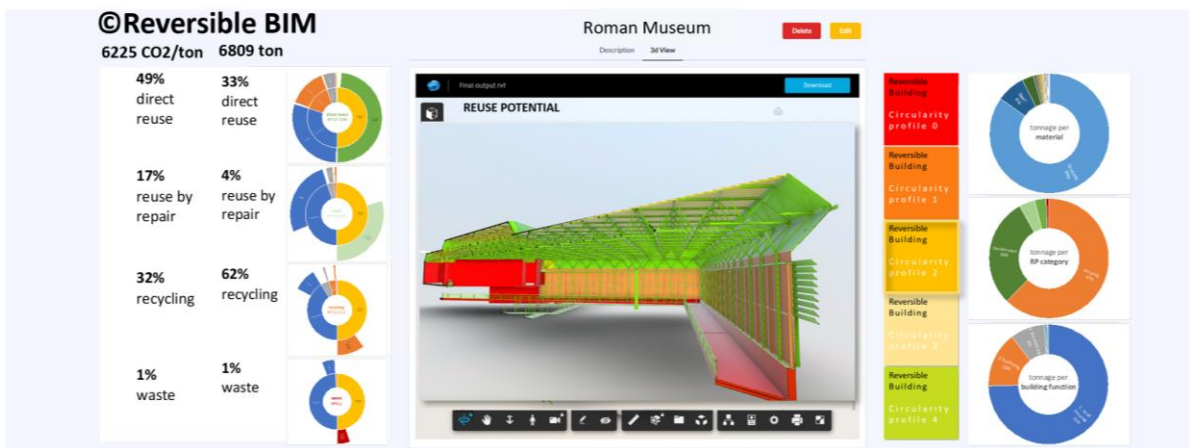 ©Reversible BIM
6225 CO2/ton 6809 ton
49%
direct
reuse
33%
direct
reuse
17%
reuse by
repair
4%
reuse by
repair
32%
recycling
62%
recycling
1%
waste
1%
waste
Roman Museum
Delete
Edit
Description
3d View
Final output.rvt
Download
REUSE POTENTIAL
Reversible
Building
Circularity
profile 0
Reversible
Building
Circularity
profile 1
Reversible
Building
Circularity
profile 2
Reversible
Building
Circularity
profile 3
Reversible
Building
Circularity
profile 4
tonnage per
material
tonnage per
RP category
tonnage per
building function